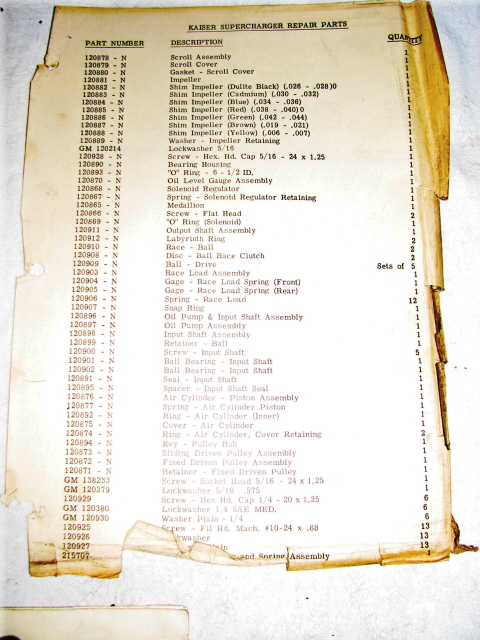 KAISER SUPERCHARGER REPAIR PARTS
PART NUMBER DESCRIPTION QUANTITY
120878 - N Scroll Assembly 1
120879 - N Scroll Cover 1
120880 - N Gasket - Scroll Cover 1
120881 - N Impeller 1
120882 - N Shim Impeller (Dulite Black) (.026 - .028)0 1
120883 - N Shim Impeller (Cadmium) (.030 - .032) 1
120884 - N Shim Impeller (Blue) (.034 - .036) 1
120885 - N Shim Impeller (Red) (.038 - .040)0 1
120886 - N Shim Impeller (Green) (.042 - .044) 1
120887 - N Shim Impeller (Brown) (.019 - .021) 1
120888 - N Shim Impeller (Yellow) (.006 - .007) 1
120889 - N Washer - Impeller Retaining 1
GM 120214 Lockwasher 5/16 1
120928 - N Screw - Hex. Hd. Cap 5/16 - 24 x 1.25 1
120890 - N Bearing Housing 1
120893 - N "O" Ring - 6 - 1/2 ID. 1
120870 - N Oil Level Gauge Assembly 1
120868 - N Solenoid Regulator 1
120867 - N Spring - Solenoid Regulator Retaining 1
120865 - N Medallion 1
120866 - N Screw - Flat Head 2
120869 - N "O" Ring (Solenoid) 1
120911 - N Output Shaft Assembly 1
120912 - N Labyrinth Ring 1
120910 - N Race - Ball 2
120908 - N Disc - Ball Race Clutch 2
120909 - N Ball - Drive Sets of 5
120903 - N Race Load Assembly 1
120904 - N Gage - Race Load Spring (Front) 1
120905 - N Gage - Race Load Spring (Rear) 1
120906 - N Spring - Race Load 12
120907 - N Snap Ring 1
120896 - N Oil Pump & Input Shaft Assembly 1
120897 - N Oil Pump Assembly 1
120898 - N Input Shaft Assembly 1
120899 - N Retainer - Ball 1
120900 - N Screw - Input Shaft 5
120901 - N Ball Bearing - Input Shaft 1
120902 - N Ball Bearing - Input Shaft 1
120891 - N Seal - Input Shaft 1
120895 - N Spacer - Input Shaft Seal 1
120876 - N Air Cylinder - Piston Assembly 1
120877 - N Spring - Air Cylinder Piston 1
120892 - N Ring - Air Cylinder (Inner) 1
120875 - N Cover - Air Cylinder 1
120874 - N Ring - Air Cylinder, Cover Retaining 2
120894 - N Key - Pulley Hub 1
120873 - N Sliding Driven Pulley Assembly 1
120872 - N Fixed Driven Pulley Assembly 1
120871 - N Retainer - Fixed Driven Pulley 1
GM 138233 Screw - Socket Head 5/16 - 24 x 1.25 1
GM 120379 Lockwasher 5/16 .575 1
120929 Screw - Hex Hd. Cap 1/4 - 20 x 1.25 6
GM 120380 Lockwasher 1.4 SAE MED. 6
GM 120930 Washer Plain - 1/4 6
120925 Screw - Fil Hd. Mach. #10-24 x .88 13
120926 washer 13
120927 13
215707 and Spring Assembly 1